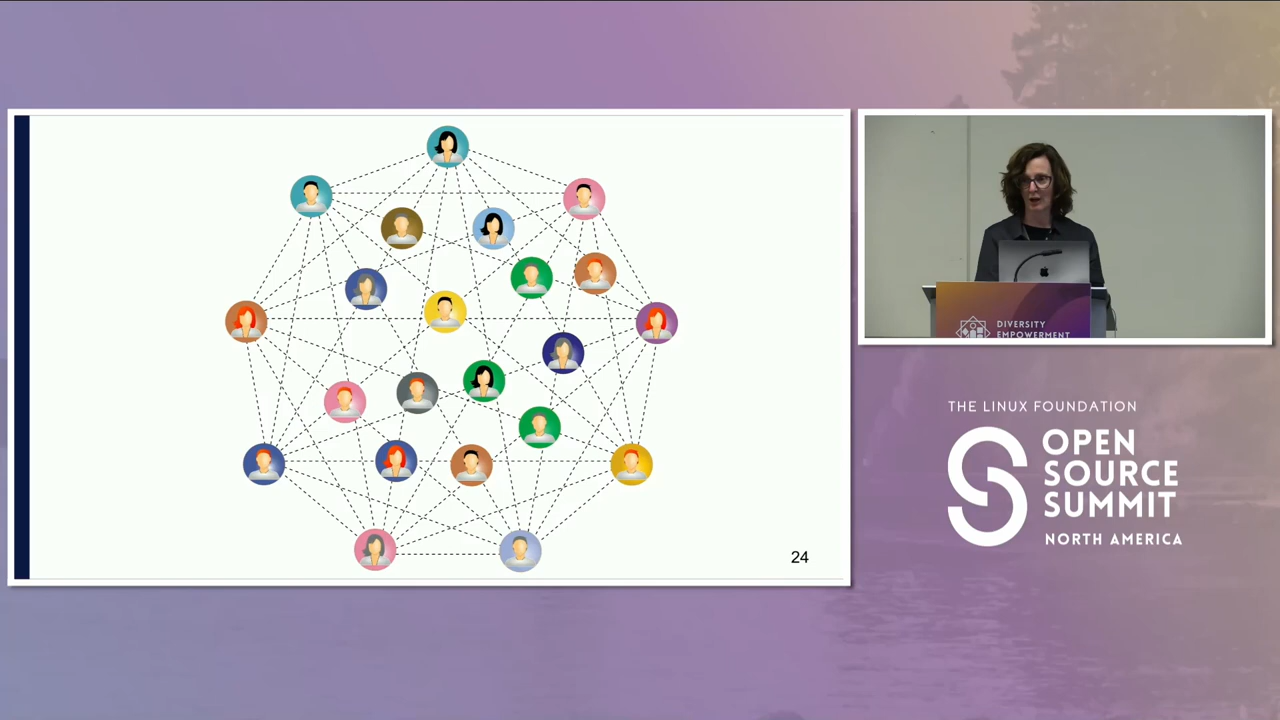 24
DIVERSITY
EMPOWERMENT
THE LINUX FOUNDATION
OPEN
SOURCE
SUMMIT
NORTH AMERICA